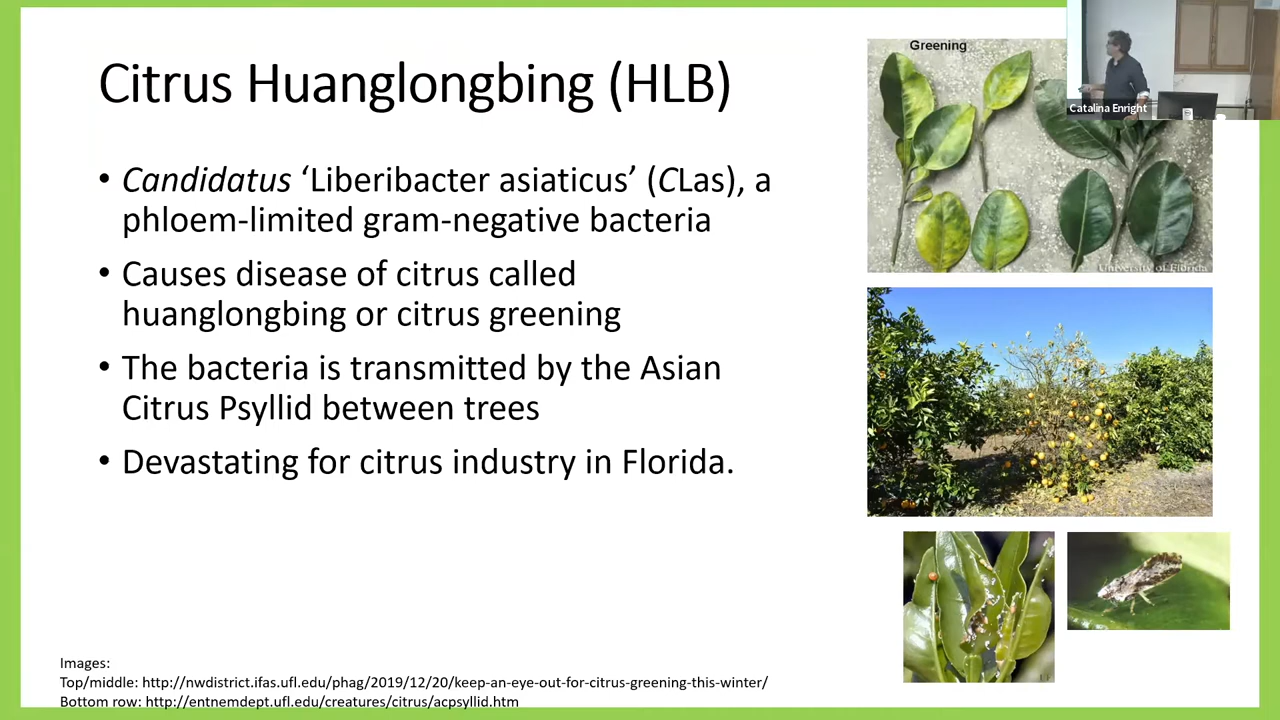 Citrus Huanglongbing (HLB)
• Candidatus ‘Liberibacter asiaticus’ (CLas), a
phloem-limited gram-negative bacteria
• Causes disease of citrus called
huanglongbing or citrus greening
• The bacteria is transmitted by the Asian
Citrus Psyllid between trees
• Devastating for citrus industry in Florida.
Greening
University of Florida
Catalina Enright
Images:
Top/middle: http://nwdistrict.ifas.ufl.edu/phag/2019/12/20/keep-an-eye-out-for-citrus-greening-this-winter/
Bottom row: http://entnemdept.ufl.edu/creatures/citrus/acpsyllid.htm